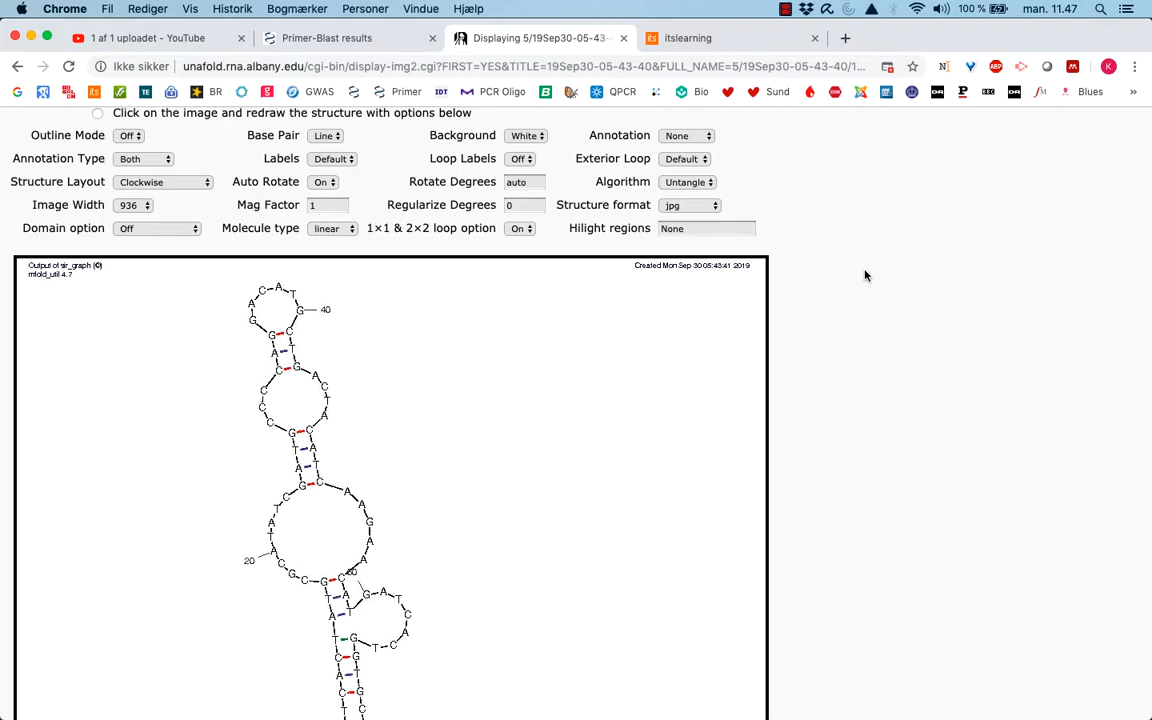 Chrome Fil Rediger Vis Historik Bogmærker Personer Vindue Hjælp 100 % man. 11.47
1 af 1 uploadet - YouTube Primer-Blast results Displaying 5/19Sep30-05-43- itslearning
Ikke sikker unafold.rna.albany.edu/cgi-bin/display-img2.cgi?FIRST=YES&TITLE=19Sep30-05-43-40&FULL_NAME=5/19Sep30-05-43-40/1...
BR GWAS Primer IDT PCR Oligo QPCR Bio Sund Blues »
Click on the image and redraw the structure with options below
Outline Mode Off Base Pair Line Background White Annotation None
Annotation Type Both Labels Default Loop Labels Off Exterior Loop Default
Structure Layout Clockwise Auto Rotate On Rotate Degrees auto Algorithm Untangle
Image Width 936 Mag Factor 1 Regularize Degrees 0 Structure format jpg
Domain option Off Molecule type linear 1×1 & 2×2 loop option On Hilight regions None
Output of sir_graph (©)
mfold_util 4.7
Created Mon Sep 30 05:43:41 2019
40
20